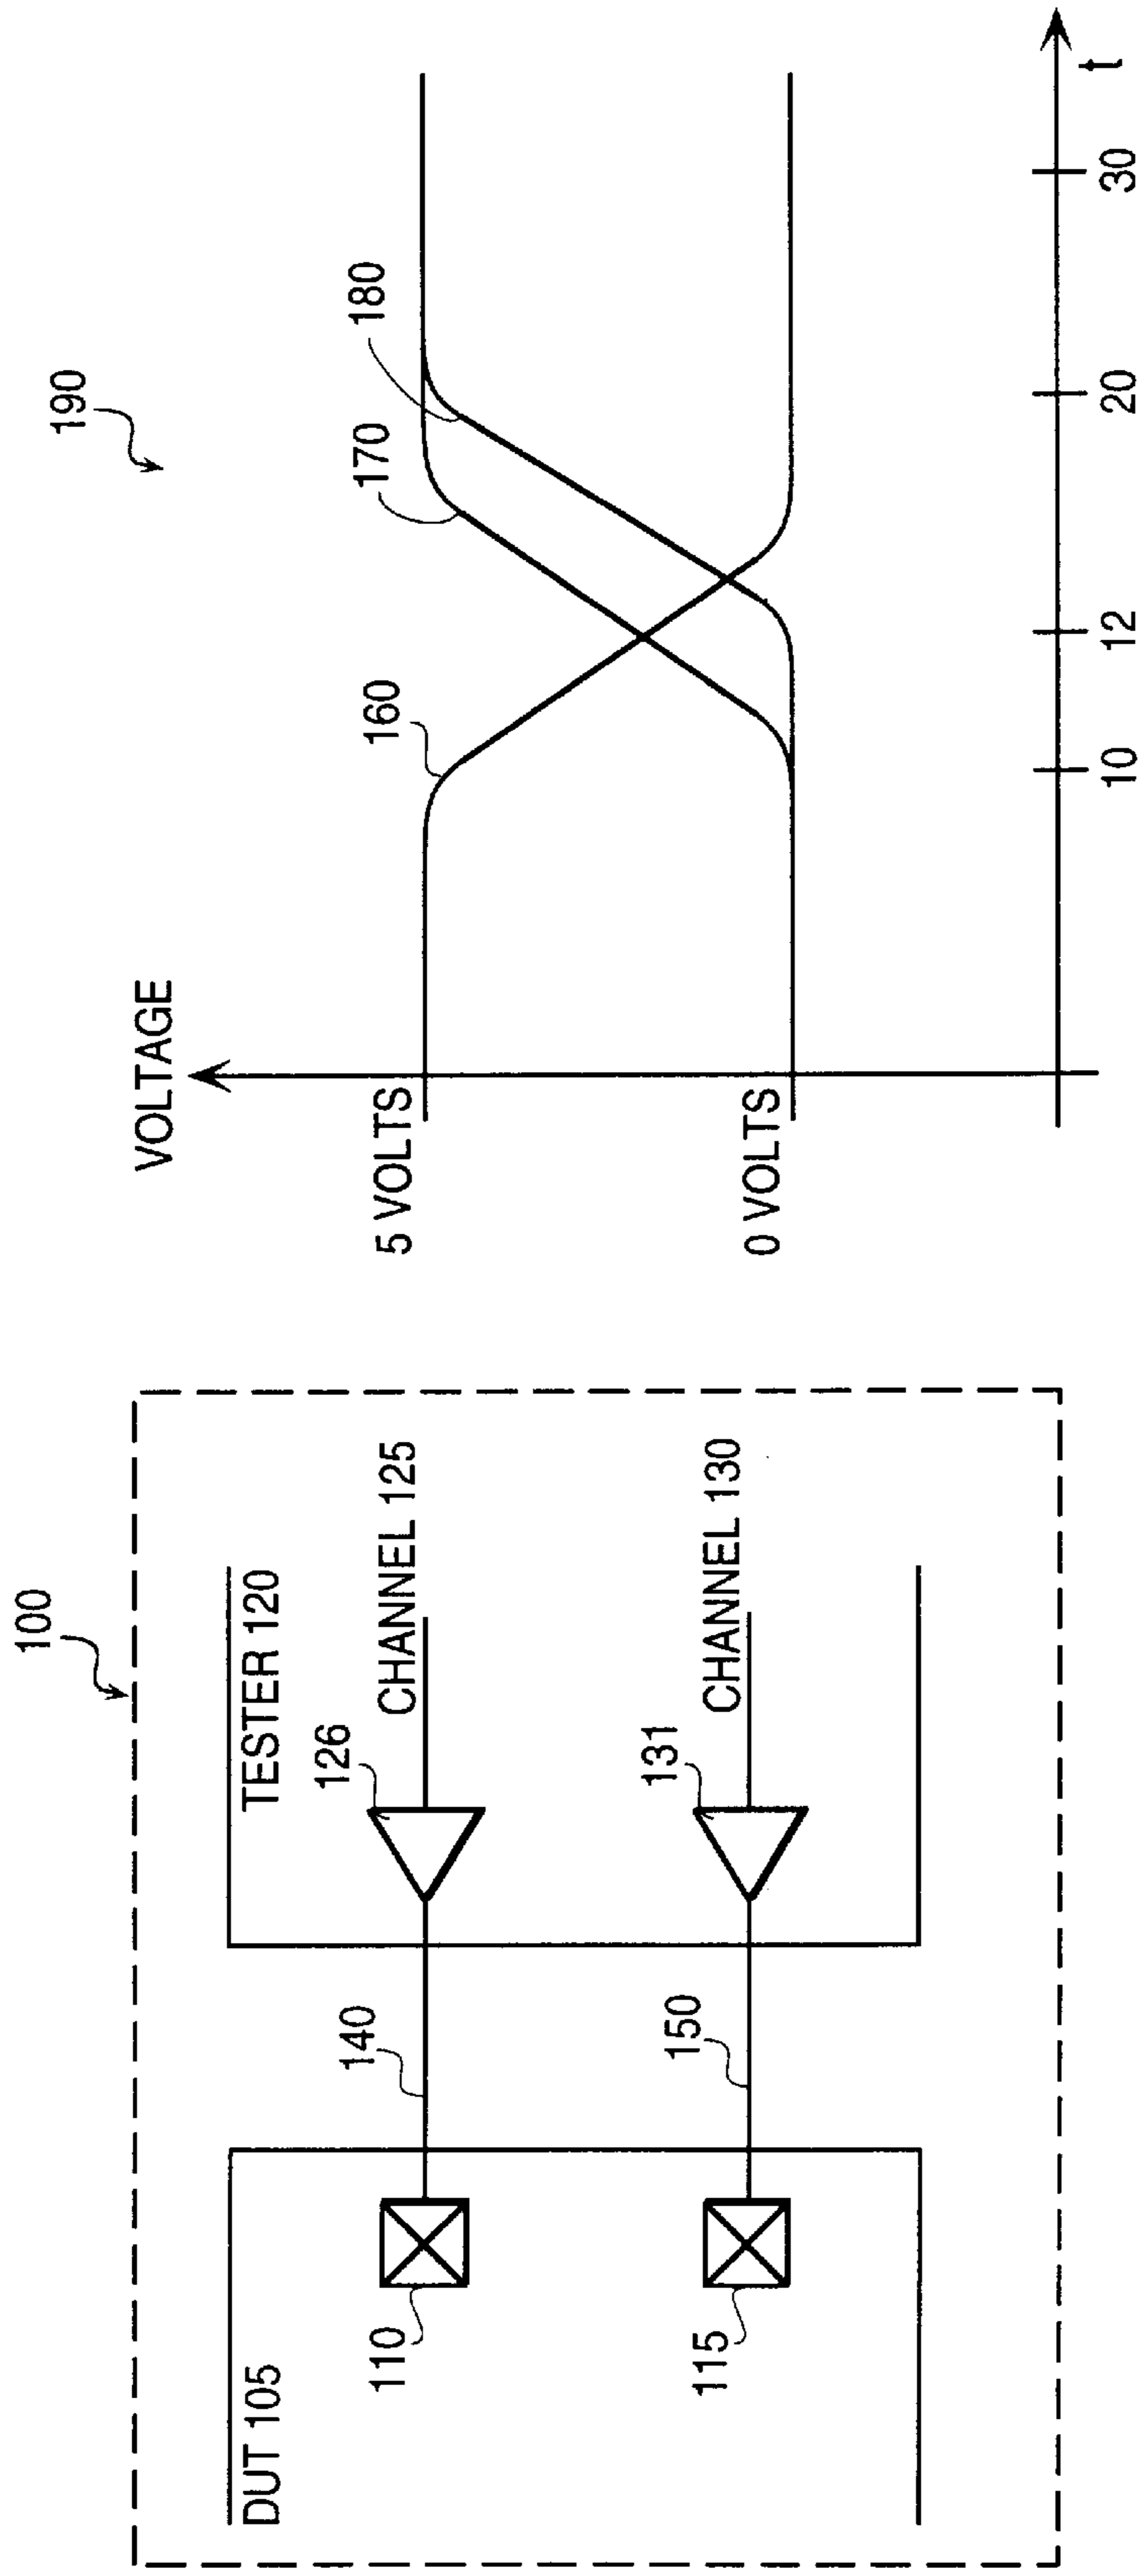 100
DUT 105
110
115
140
150
TESTER 120
126
CHANNEL 125
131
CHANNEL 130
190
VOLTAGE
5 VOLTS
0 VOLTS
160
170
180
10
12
20
30
t